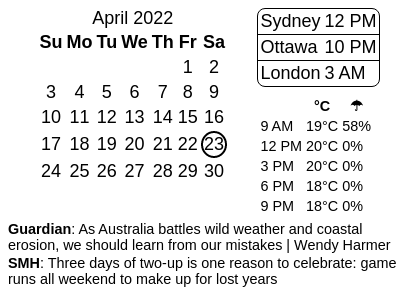 April 2022
Su Mo Tu We Th Fr Sa
1 2
3 4 5 6 7 8 9
10 11 12 13 14 15 16
17 18 19 20 21 22 23
24 25 26 27 28 29 30
Sydney 12 PM
Ottawa 10 PM
London 3 AM
°C ☂
9 AM 19°C 58%
12 PM 20°C 0%
3 PM 20°C 0%
6 PM 18°C 0%
9 PM 18°C 0%
Guardian: As Australia battles wild weather and coastal
erosion, we should learn from our mistakes | Wendy Harmer
SMH: Three days of two-up is one reason to celebrate: game
runs all weekend to make up for lost years